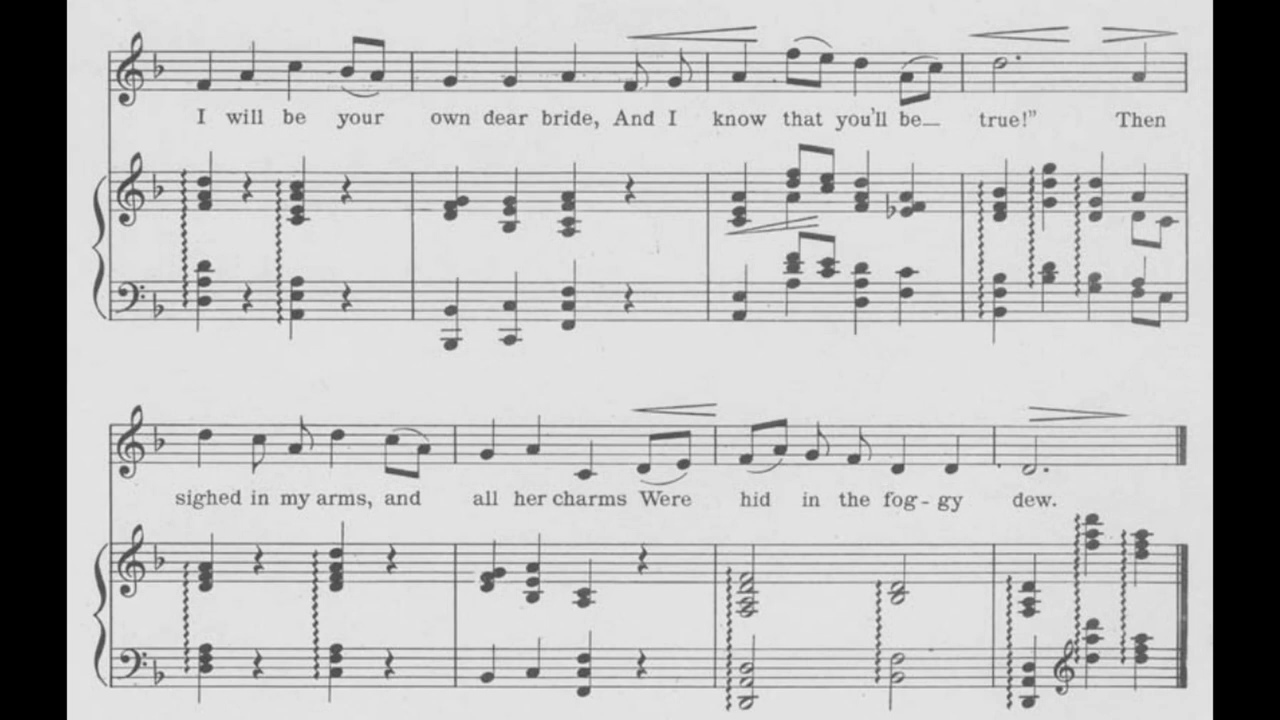 I will be your own dear bride, And I know that you'll be— true!" Then
sighed in my arms, and all her charms Were hid in the fog - gy dew.